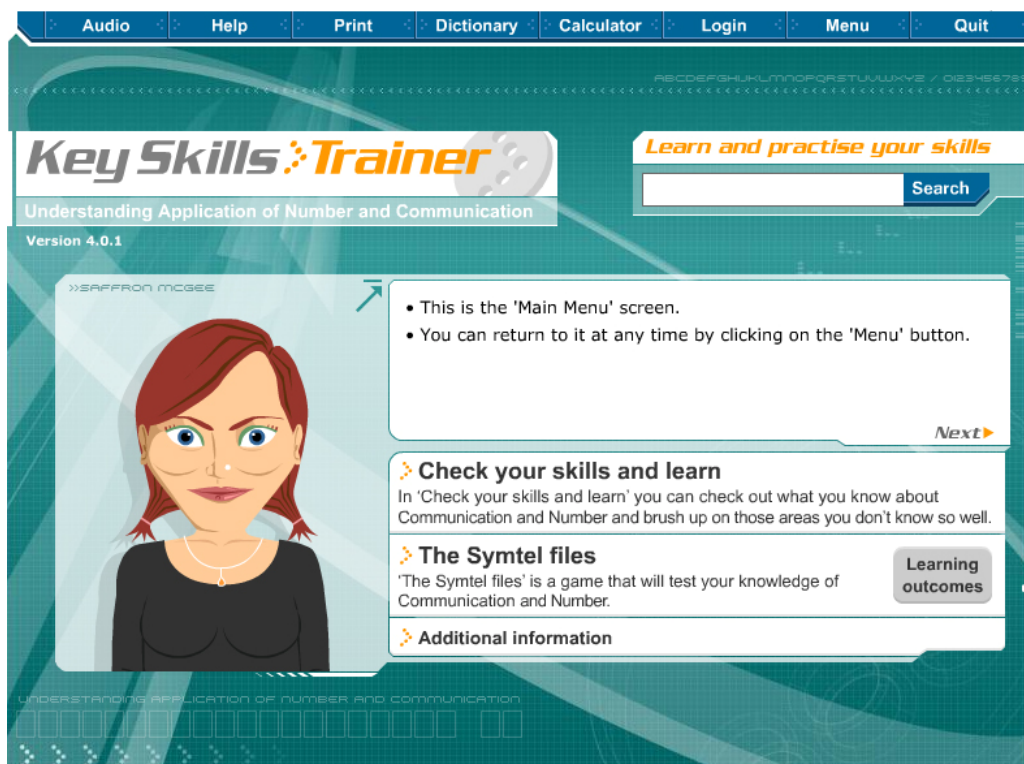 Audio Help Print Dictionary Calculator Login Menu Quit
ABCDEFGHIJKLMNOPQRSTUVWXYZ / 0123456789
Key Skills Trainer
Learn and practise your skills
Search
Understanding Application of Number and Communication
Version 4.0.1
»SAFFRON MCGEE
• This is the 'Main Menu' screen.
• You can return to it at any time by clicking on the 'Menu' button.
Next
Check your skills and learn
In 'Check your skills and learn' you can check out what you know about
Communication and Number and brush up on those areas you don't know so well.
The Symtel files
'The Symtel files' is a game that will test your knowledge of
Communication and Number.
Learning
outcomes
Additional information
UNDERSTANDING APPLICATION OF NUMBER AND COMMUNICATION